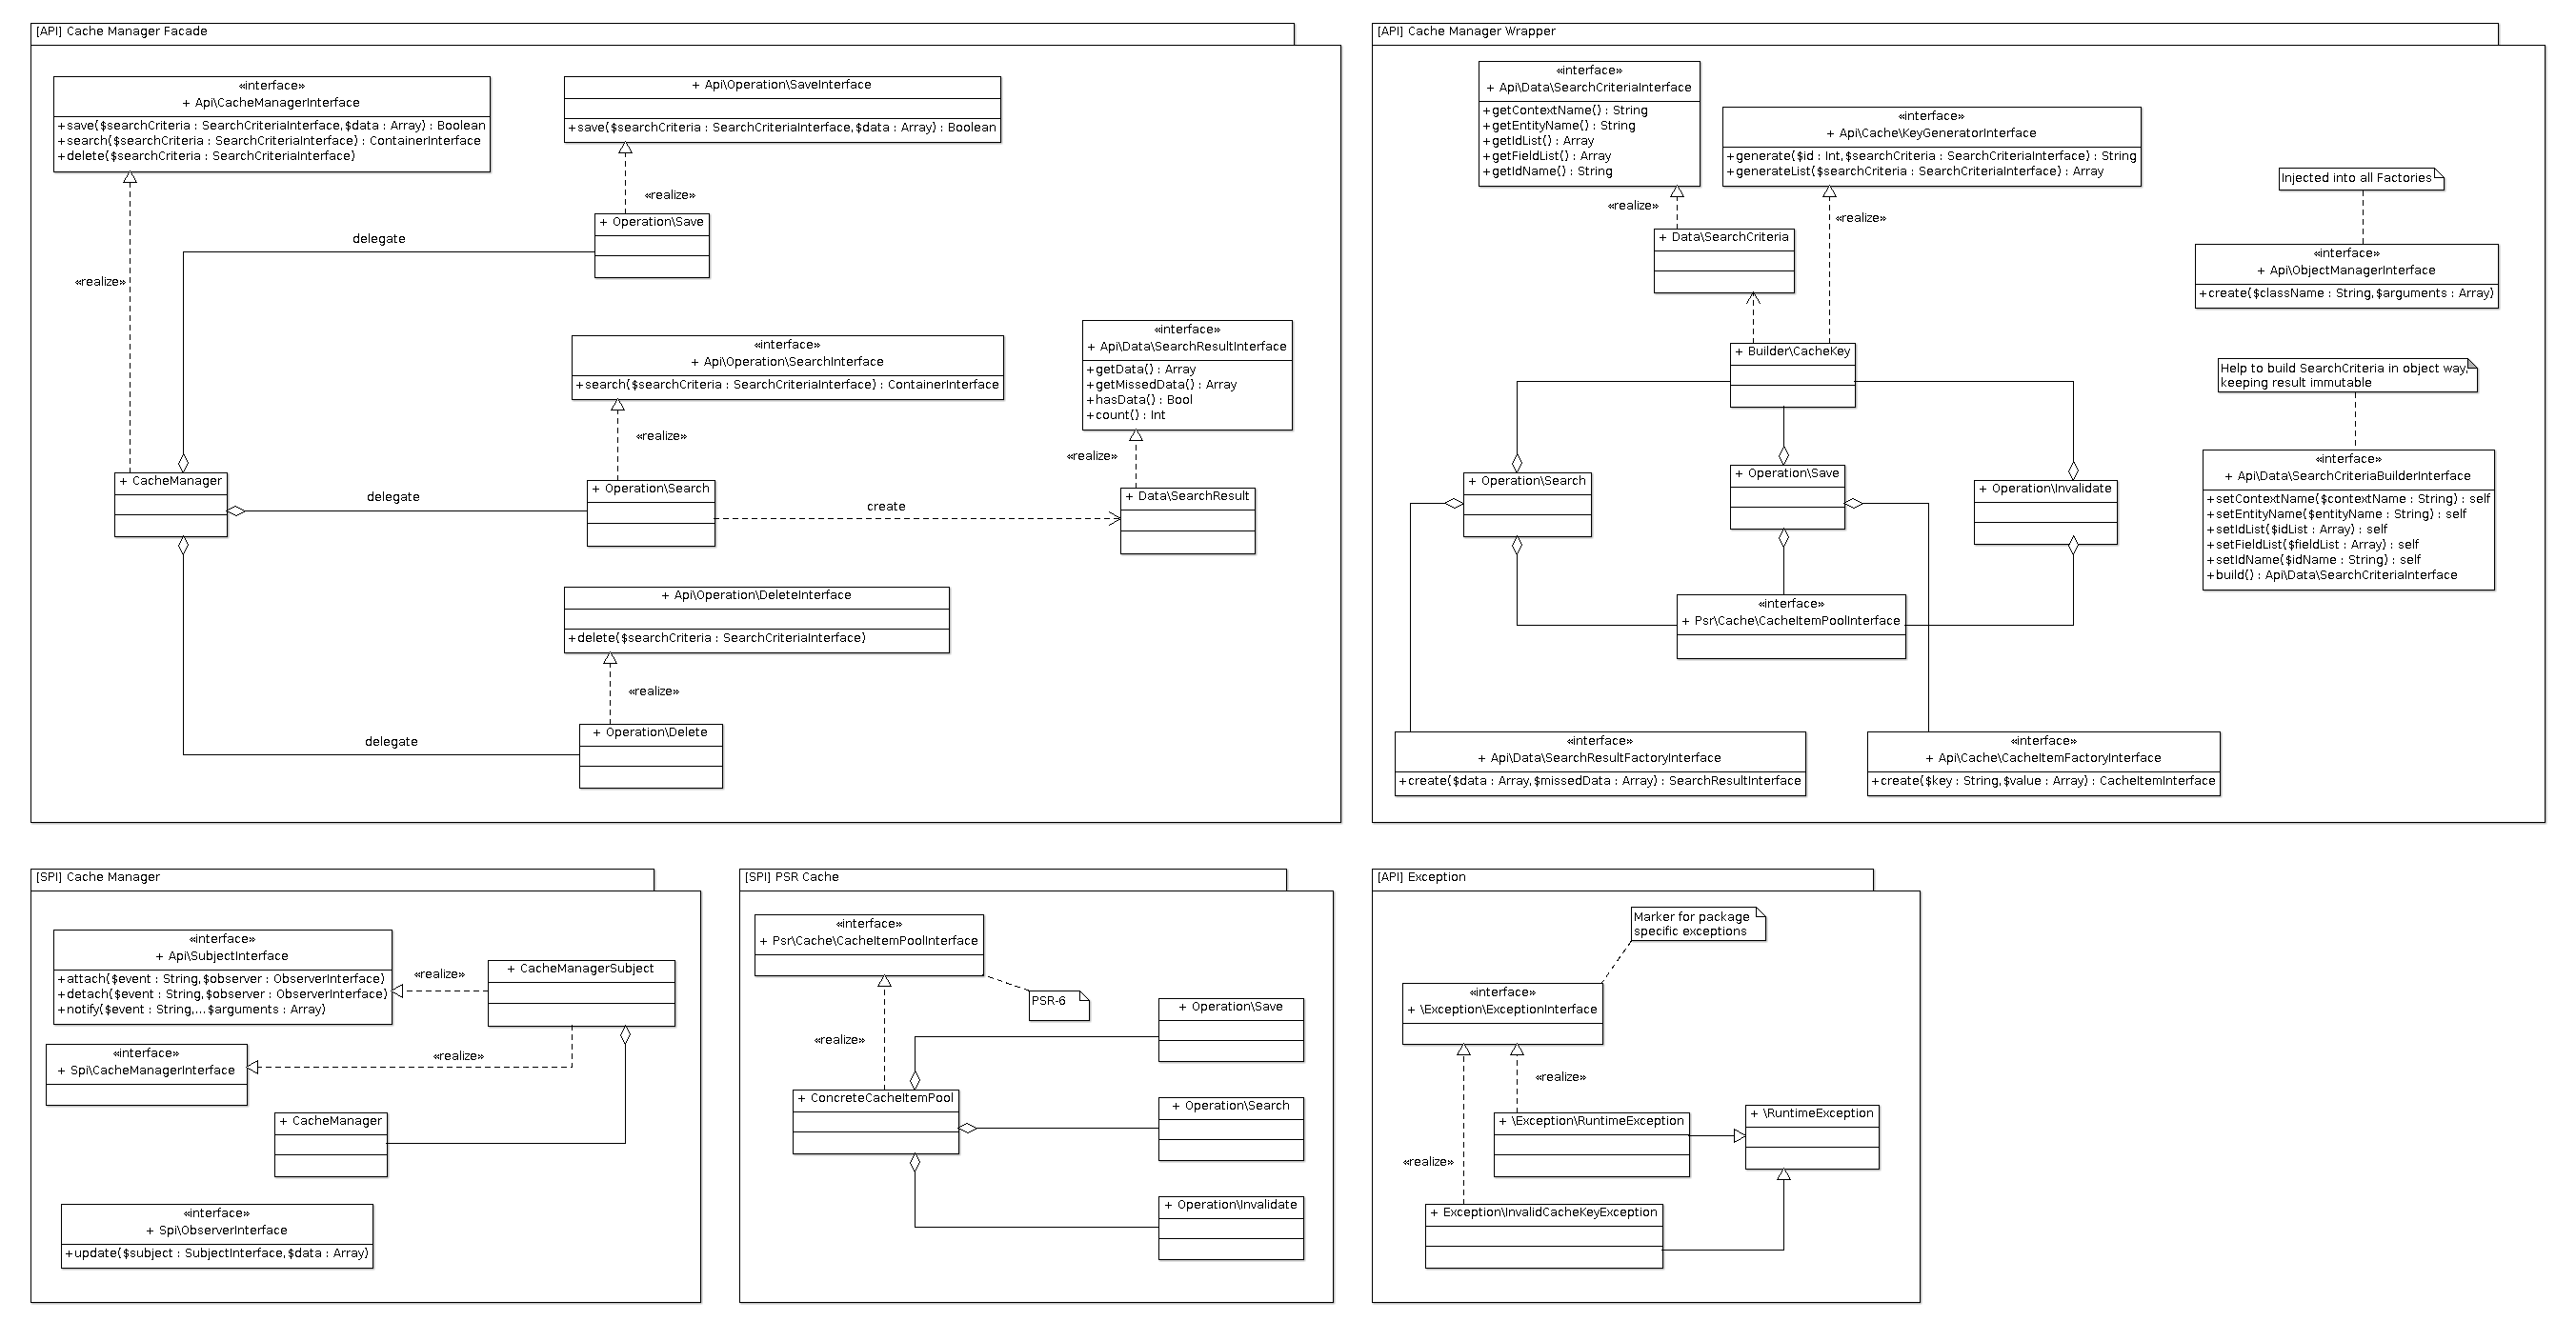 [API] Cache Manager Facade
«interface»
+ Api\CacheManagerInterface
+save($searchCriteria : SearchCriteriaInterface,$data : Array) : Boolean
+search($searchCriteria : SearchCriteriaInterface) : ContainerInterface
+delete($searchCriteria : SearchCriteriaInterface)
+ Api\Operation\SaveInterface
+save($searchCriteria : SearchCriteriaInterface,$data : Array) : Boolean
«realize»
+ Operation\Save
delegate
«realize»
«interface»
+ Api\Operation\SearchInterface
+search($searchCriteria : SearchCriteriaInterface) : ContainerInterface
«interface»
+ Api\Data\SearchResultInterface
+getData() : Array
+getMissedData() : Array
+hasData() : Bool
+count() : Int
«realize»
«realize»
+ CacheManager
delegate
+ Operation\Search
create
+ Data\SearchResult
+ Api\Operation\DeleteInterface
+delete($searchCriteria : SearchCriteriaInterface)
«realize»
+ Operation\Delete
delegate
[API] Cache Manager Wrapper
«interface»
+ Api\Data\SearchCriteriaInterface
+getContextName() : String
+getEntityName() : String
+getIdList() : Array
+getFieldList() : Array
+getIdName() : String
«interface»
+ Api\Cache\KeyGeneratorInterface
+generate($id : Int,$searchCriteria : SearchCriteriaInterface) : String
+generateList($searchCriteria : SearchCriteriaInterface) : Array
«realize»
«realize»
+ Data\SearchCriteria
Injected into all Factories
«interface»
+ Api\ObjectManagerInterface
+create($className : String,$arguments : Array)
+ Builder\CacheKey
Help to build SearchCriteria in object way,
keeping result immutable
+ Operation\Search
+ Operation\Save
+ Operation\Invalidate
«interface»
+ Api\Data\SearchCriteriaBuilderInterface
+setContextName($contextName : String) : self
+setEntityName($entityName : String) : self
+setIdList($idList : Array) : self
+setFieldList($fieldList : Array) : self
+setIdName($idName : String) : self
+build() : Api\Data\SearchCriteriaInterface
«interface»
+ Psr\Cache\CacheItemPoolInterface
«interface»
+ Api\Data\SearchResultFactoryInterface
+create($data : Array,$missedData : Array) : SearchResultInterface
«interface»
+ Api\Cache\CacheItemFactoryInterface
+create($key : String,$value : Array) : CacheItemInterface
[SPI] Cache Manager
«interface»
+ Api\SubjectInterface
+attach($event : String,$observer : ObserverInterface)
+detach($event : String,$observer : ObserverInterface)
+notify($event : String,...$arguments : Array)
«realize»
+ CacheManagerSubject
«interface»
+ Spi\CacheManagerInterface
«realize»
+ CacheManager
«interface»
+ Spi\ObserverInterface
+update($subject : SubjectInterface,$data : Array)
[SPI] PSR Cache
«interface»
+ Psr\Cache\CacheItemPoolInterface
PSR-6
«realize»
+ Operation\Save
+ ConcreteCacheItemPool
+ Operation\Search
+ Operation\Invalidate
[API] Exception
Marker for package
specific exceptions
«interface»
+ \Exception\ExceptionInterface
«realize»
+ \Exception\RuntimeException
+ \RuntimeException
«realize»
+ Exception\InvalidCacheKeyException